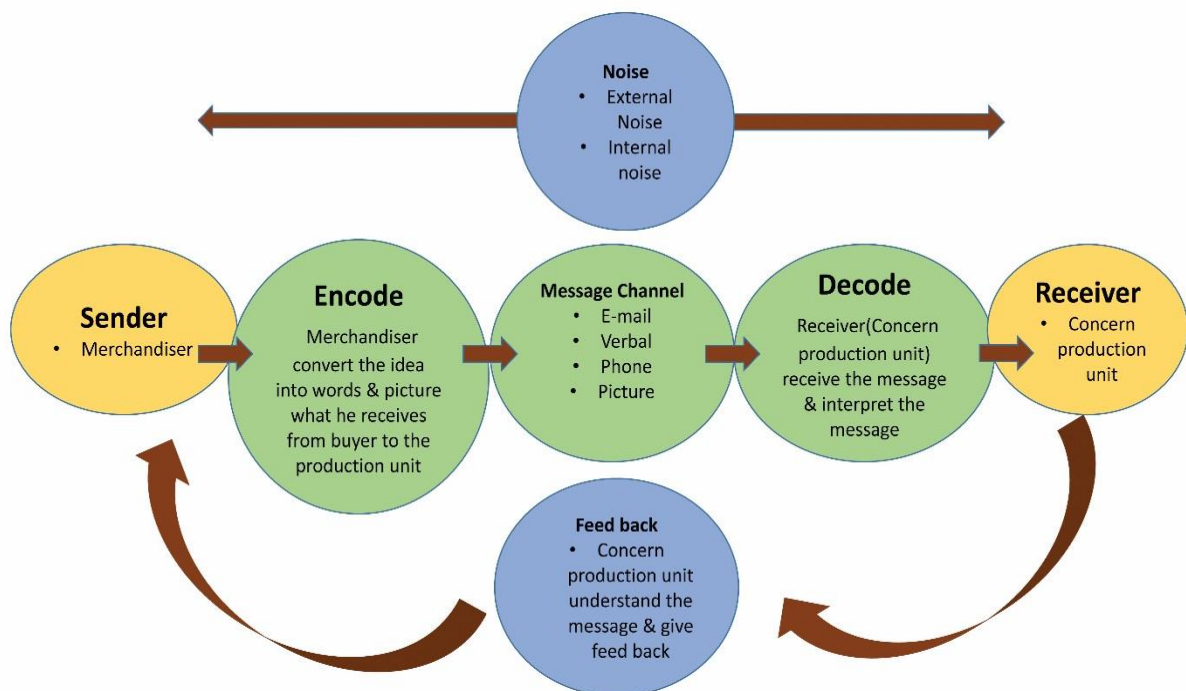 Noise
• External
Noise
• Internal
noise
Sender
• Merchandiser
Encode
Merchandiser
convert the idea
into words & picture
what he receives
from buyer to the
production unit
Message Channel
• E-mail
• Verbal
• Phone
• Picture
Decode
Receiver(Concern
production unit)
receive the message
& interpret the
message
Receiver
• Concern
production
unit
Feed back
• Concern
production unit
understand the
message & give
feed back